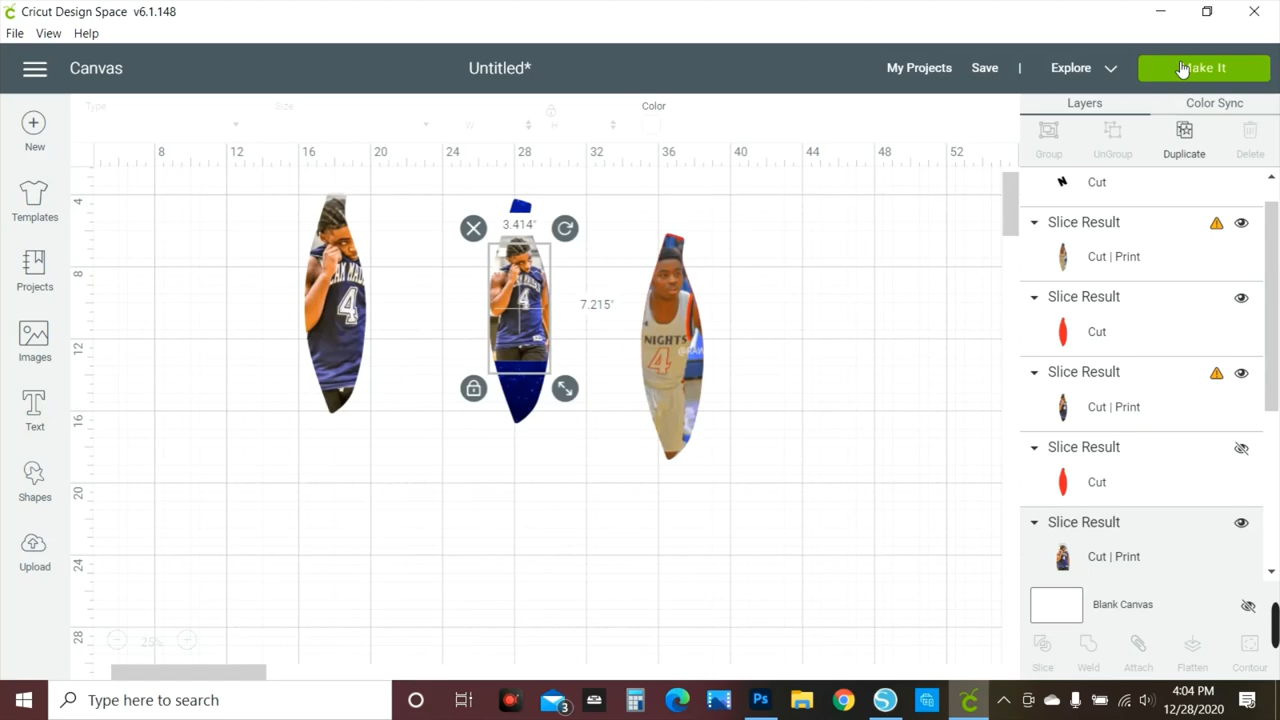 Cricut Design Space v6.1.148
File View Help
Canvas
Untitled*
My Projects Save | Explore
Make It
Type
Size
W
H
Color
Layers
Color Sync
Group
UnGroup
Duplicate
Delete
8 12 16 20 24 28 32 36 40 44 48 52
4
8
12
16
20
24
28
New
Templates
Projects
Images
Text
Shapes
Upload
3.414"
7.215"
4
4
NIGHTS
4
Cut
Slice Result
Cut | Print
Slice Result
Cut
Slice Result
Cut | Print
Slice Result
Cut
Slice Result
Cut | Print
Blank Canvas
Slice
Weld
Attach
Flatten
Contour
25%
Type here to search
3
Ps
4:04 PM
12/28/2020